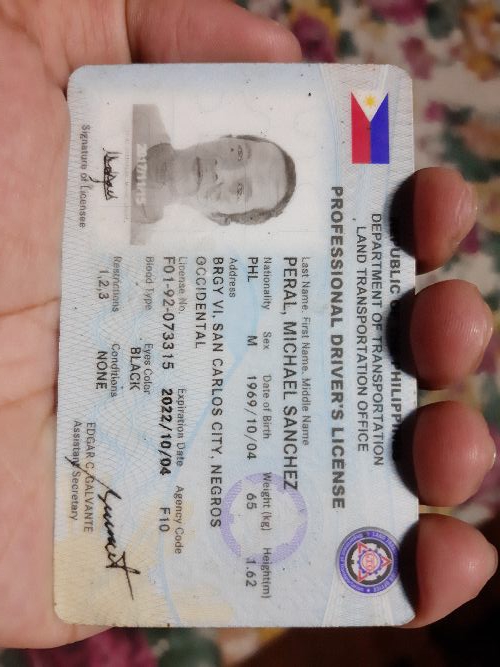 REPUBLIC OF THE PHILIPPINES
DEPARTMENT OF TRANSPORTATION
LAND TRANSPORTATION OFFICE
PROFESSIONAL DRIVER'S LICENSE
Last Name, First Name, Middle Name
PERAL, MICHAEL SANCHEZ
Nationality Sex Date of Birth Weight (kg) Height(m)
PHL M 1969/10/04 65 1.62
Address
BRGY VI, SAN CARLOS CITY, NEGROS
OCCIDENTAL
License No. Expiration Date Agency Code
F01-92-073315 2022/10/04 F10
Blood Type Eyes Color
BLACK
Restrictions Conditions
1,2,3 NONE
Signature of Licensee
EDGAR C. GALVANTE
Assistant Secretary